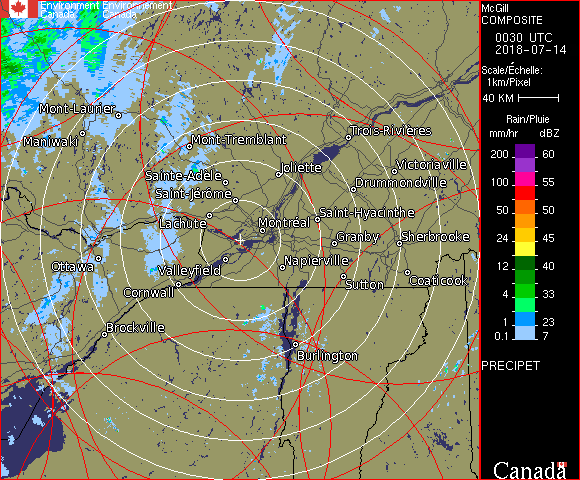 Environment Environnement
Canada Canada
McGill
COMPOSITE
0030 UTC
2018-07-14
Scale/Échelle:
1km/Pixel
40 KM
Rain/Pluie
mm/hr dBZ
200 60
100 55
50 50
24 45
12 40
4 33
1 23
0.1 7
PRECIPET
Canada
Mont-Laurier
Maniwaki
Mont-Tremblant
Trois-Rivières
Joliette
Victoriaville
Sainte-Adèle
Drummondville
Saint-Jérôme
Lachute
Saint-Hyacinthe
Montréal
Granby
Sherbrooke
Ottawa
Valleyfield
Napierville
Cornwall
Sutton
Coaticook
Brockville
Burlington